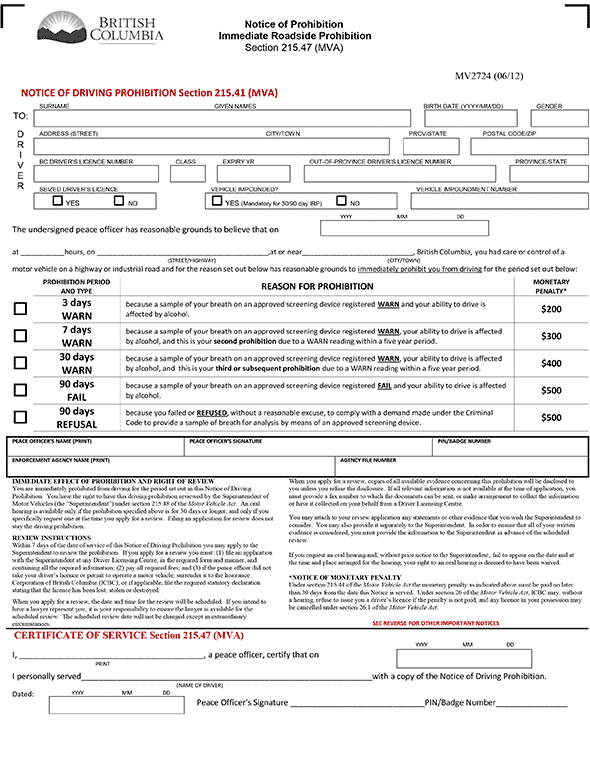 BRITISH
COLUMBIA
Notice of Prohibition
Immediate Roadside Prohibition
Section 215.47 (MVA)
MV2724 (06/12)
NOTICE OF DRIVING PROHIBITION Section 215.41 (MVA)
SURNAME GIVEN NAMES BIRTH DATE (YYYY/MM/DD) GENDER
TO:
DRIVER
ADDRESS (STREET) CITY/TOWN PROV/STATE POSTAL CODE/ZIP
BC DRIVER'S LICENCE NUMBER CLASS EXPIRY YR OUT-OF-PROVINCE DRIVER'S LICENCE NUMBER PROVINCE/STATE
SEIZED DRIVER'S LICENCE VEHICLE IMPOUNDED? VEHICLE IMPOUNDMENT NUMBER
YES NO YES (Mandatory for 30/90 day IRP) NO
YYYY MM DD
The undersigned peace officer has reasonable grounds to believe that on
at ___________hours, on ___________________________________________,at or near____________________, British Columbia, you had care or control of a
(STREET/HIGHWAY) (CITY/TOWN)
motor vehicle on a highway or industrial road and for the reason set out below has reasonable grounds to immediately prohibit you from driving for the period set out below:
PROHIBITION PERIOD AND TYPE REASON FOR PROHIBITION MONETARY PENALTY*
3 days WARN because a sample of your breath on an approved screening device registered WARN and your ability to drive is
affected by alcohol. $200
7 days WARN because a sample of your breath on an approved screening device registered WARN, your ability to drive is affected
by alcohol, and this is your second prohibition due to a WARN reading within a five year period. $300
30 days WARN because a sample of your breath on an approved screening device registered WARN, your ability to drive is affected
by alcohol, and this is your third or subsequent prohibition due to a WARN reading within a five year period. $400
90 days FAIL because a sample of your breath on an approved screening device registered FAIL and your ability to drive is affected
by alcohol. $500
90 days REFUSAL because you failed or REFUSED, without a reasonable excuse, to comply with a demand made under the Criminal
Code to provide a sample of breath for analysis by means of an approved screening device. $500
PEACE OFFICER'S NAME (PRINT) PEACE OFFICER'S SIGNATURE PIN/BADGE NUMBER
ENFORCEMENT AGENCY NAME (PRINT) AGENCY FILE NUMBER
IMMEDIATE EFFECT OF PROHIBITION AND RIGHT OF REVIEW
You are immediately prohibited from driving for the period set out in this Notice of Driving
Prohibition. You have the right to have this driving prohibition reviewed by the Superintendent of
Motor Vehicles (the "Superintendent") under section 215.48 of the Motor Vehicle Act. An oral
hearing is available only if the prohibition specified above is for 30 days or longer, and only if you
specifically request one at the time you apply for a review. Filing an application for review does not
stay the driving prohibition.
REVIEW INSTRUCTIONS
Within 7 days of the date of service of this Notice of Driving Prohibition you may apply to the
Superintendent to review the prohibition. If you apply for a review you must: (1) file an application
with the Superintendent at any Driver Licensing Centre, in the required form and manner, and
containing all the required information; (2) pay all required fees; and (3) if the peace officer did not
take your driver's licence or permit to operate a motor vehicle, surrender it to the Insurance
Corporation of British Columbia (ICBC), or if applicable, file the required statutory declaration
stating that the licence has been lost, stolen or destroyed.
When you apply for a review, the date and time for the review will be scheduled. If you intend to
have a lawyer represent you, it is your responsibility to ensure the lawyer is available for the
scheduled review. The scheduled review date will not be changed except in extraordinary
circumstances.
When you apply for a review, copies of all available evidence concerning this prohibition will be disclosed to
you unless you refuse the disclosure. If all relevant information is not available at the time of application, you
must provide a fax number to which the documents can be sent, or make arrangement to collect the information
or have it collected on your behalf from a Driver Licensing Centre.
You may attach to your review application any statements or other evidence that you wish the Superintendent to
consider. You may also provide it separately to the Superintendent. In order to ensure that all of your written
evidence is considered, you must provide the information to the Superintendent in advance of the scheduled
review.
If you request an oral hearing and, without prior notice to the Superintendent, fail to appear on the date and at
the time and place arranged for the hearing, your right to an oral hearing is deemed to have been waived.
*NOTICE OF MONETARY PENALTY
Under section 215.44 of the Motor Vehicle Act the monetary penalty as indicated above must be paid no later
than 30 days from the date this Notice is served. Under section 26 of the Motor Vehicle Act, ICBC may, without
a hearing, refuse to issue you a driver's licence if the penalty is not paid, and any licence in your possession may
be cancelled under section 26.1 of the Motor Vehicle Act.
SEE REVERSE FOR OTHER IMPORTANT NOTICES
CERTIFICATE OF SERVICE Section 215.47 (MVA)
YYYY MM DD
I, ___________________________________, a peace officer, certify that on
PRINT
I personally served_______________________________________________________with a copy of the Notice of Driving Prohibition.
(NAME OF DRIVER)
YYYY MM DD
Dated: Peace Officer's Signature _________________________PIN/Badge Number_____________